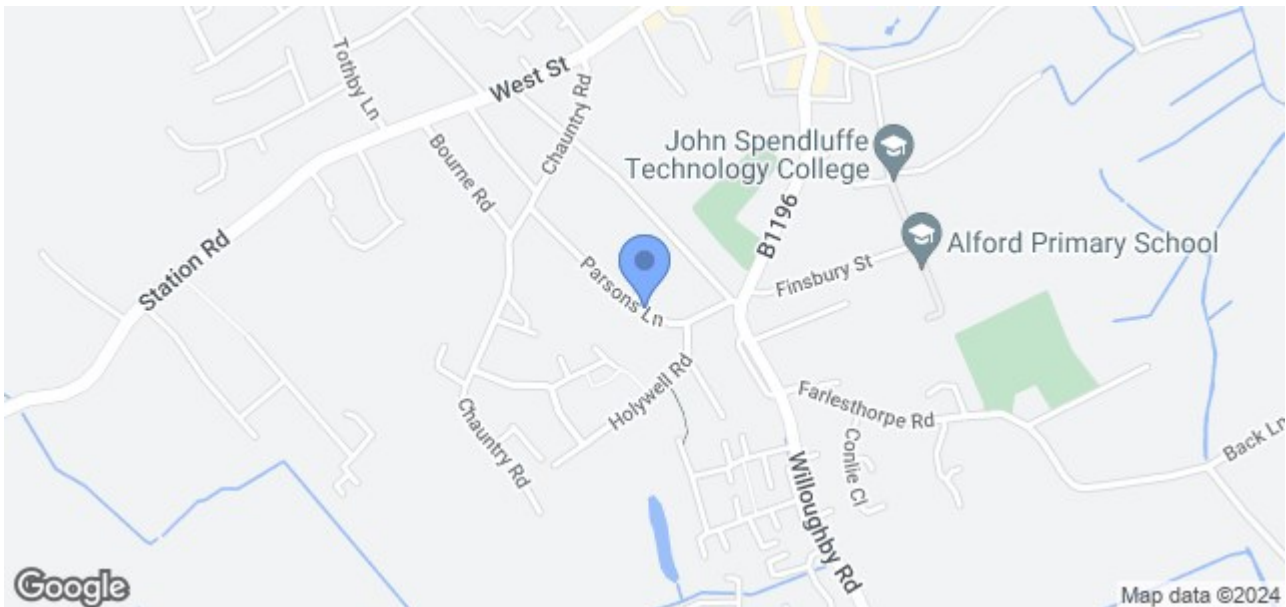 Tothby Ln
West St
Chauntry Rd
Bourne Rd
John Spendluffe
Technology College
B1196
Alford Primary School
Station Rd
Parsons Ln
Finsbury St
Holywell Rd
Chauntry Rd
Farlesthorpe Rd
Conlie Cl
Back Ln
Willoughby Rd
Google
Map data ©2024